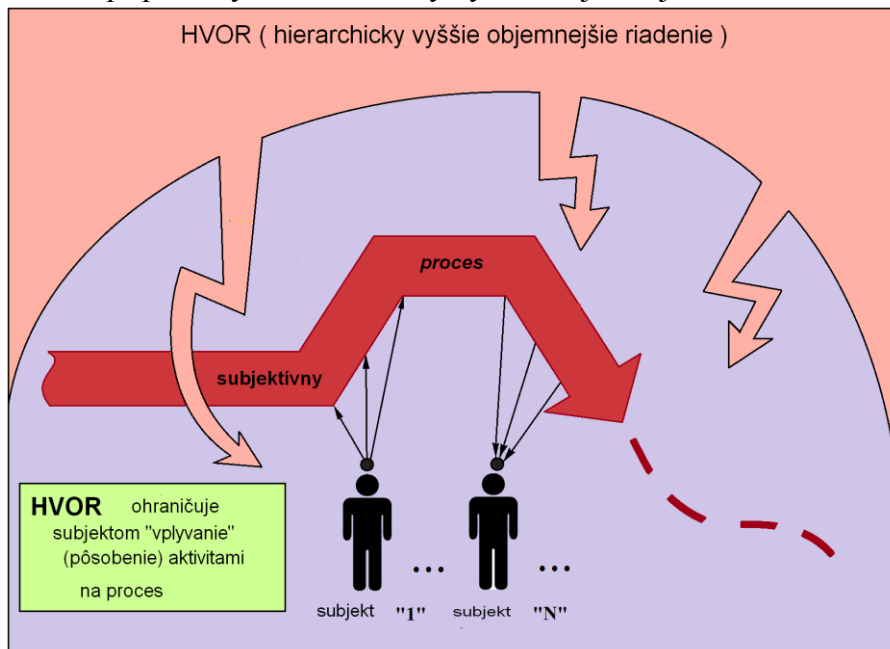 HVOR ( hierarchicky vyššie objemnejšie riadenie )
proces
subjektívny
HVOR ohraničuje
subjektom "vplyvanie"
(pôsobenie) aktivitami
na proces
subjekt "1" subjekt "N"